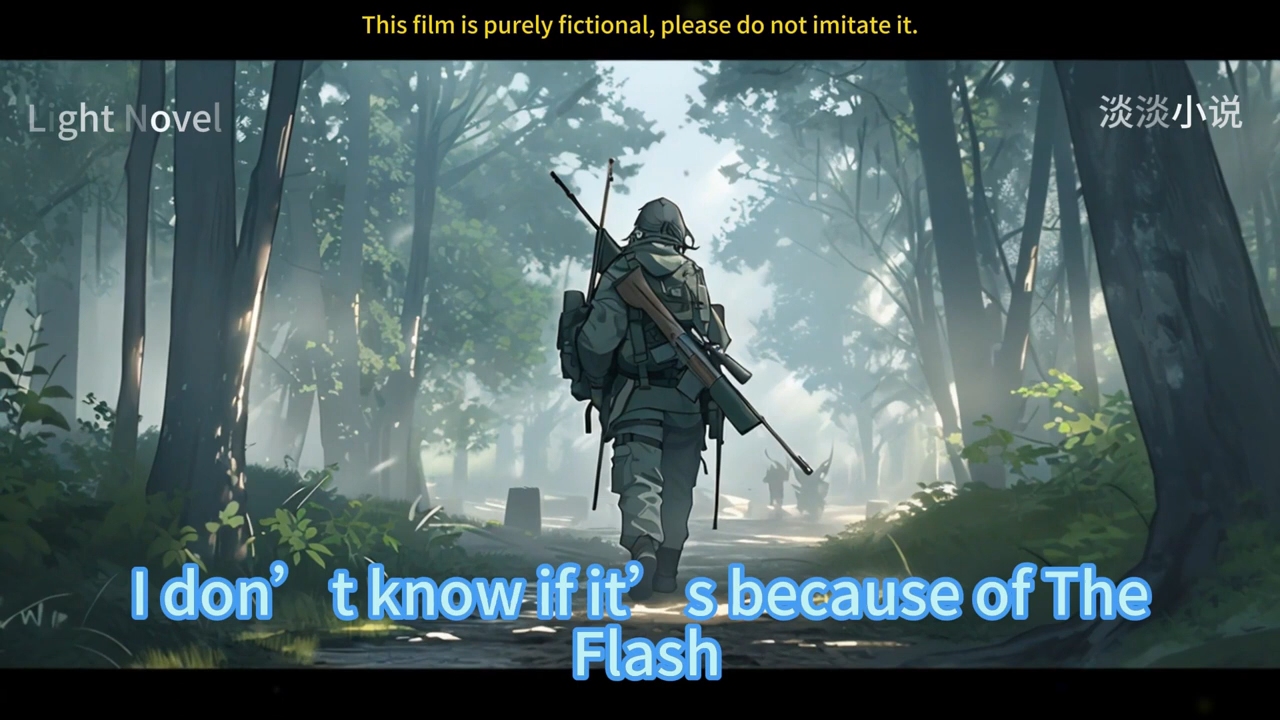 This film is purely fictional, please do not imitate it.
Light Novel
淡淡小说
I don’t know if it’s because of The
Flash